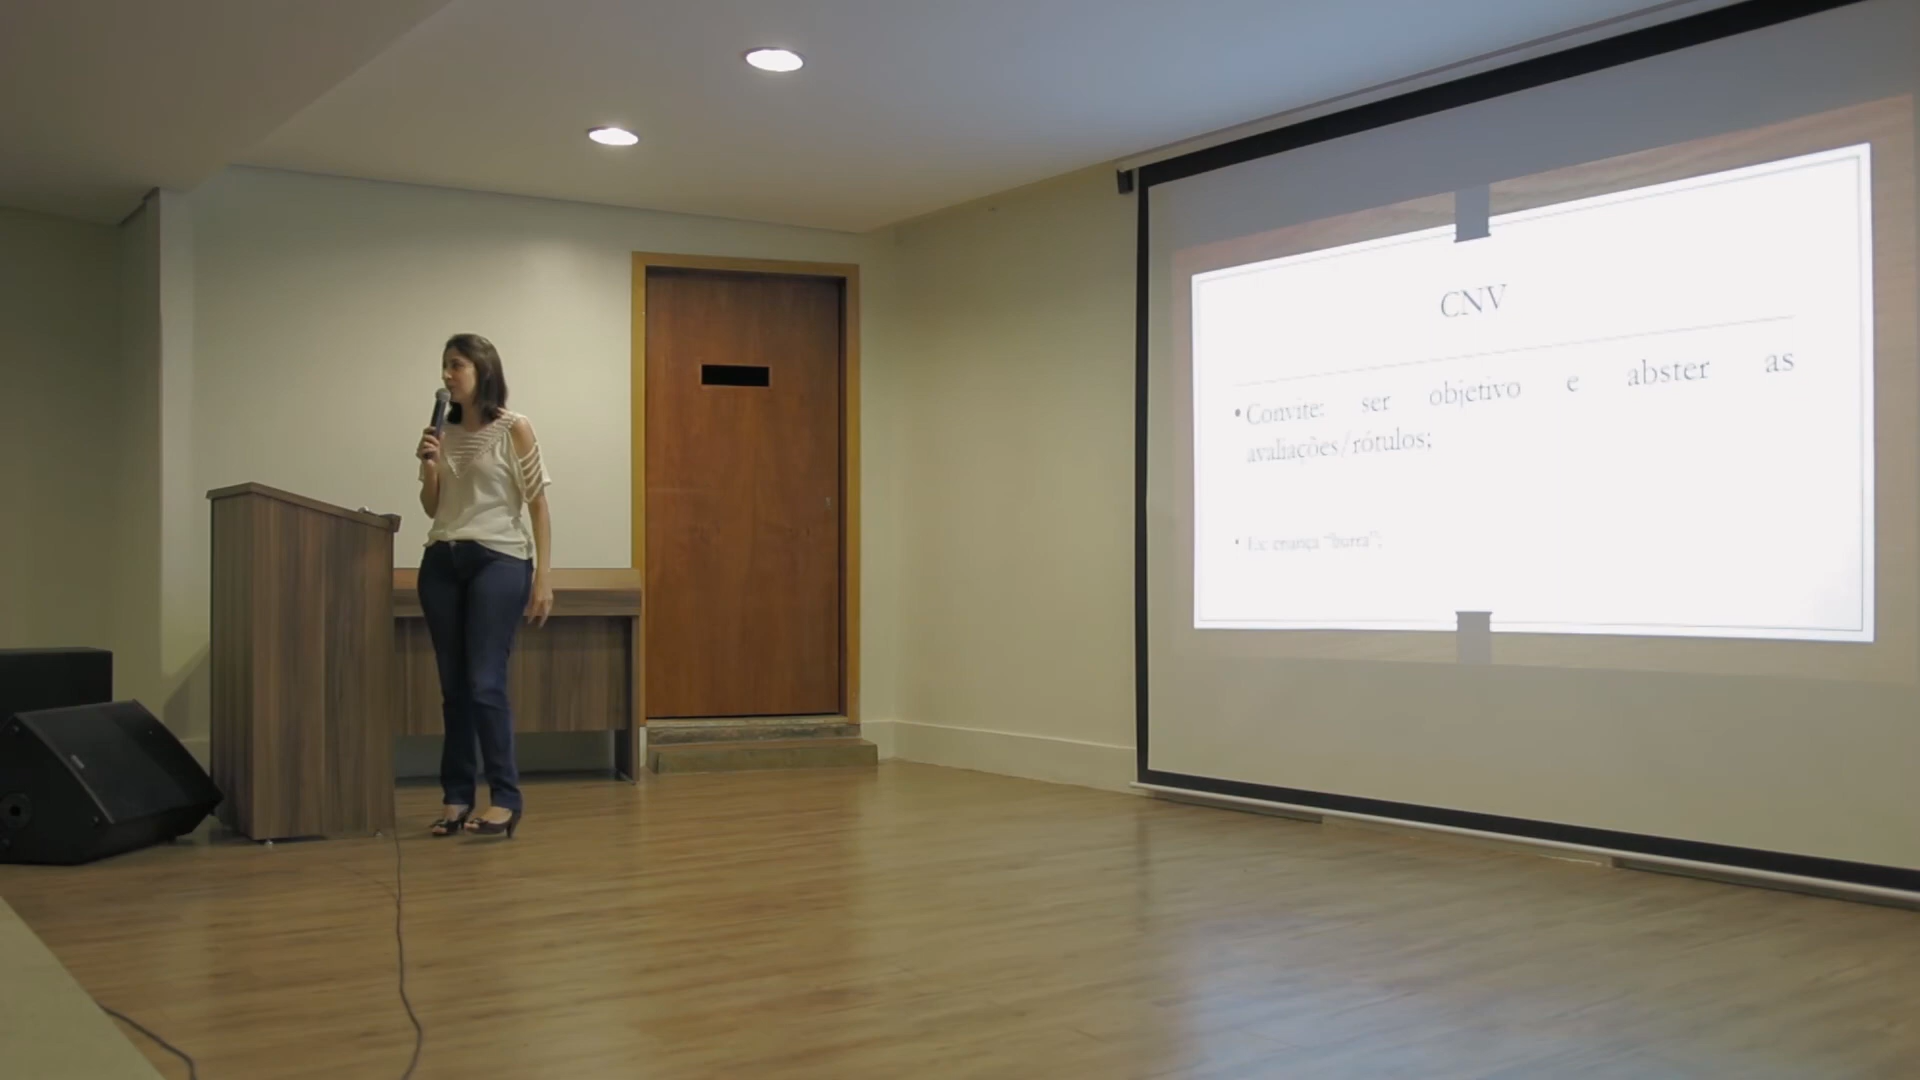 CNV
•Convite: ser objetivo e abster as
avaliações/rótulos;
• Ex: criança "burra";